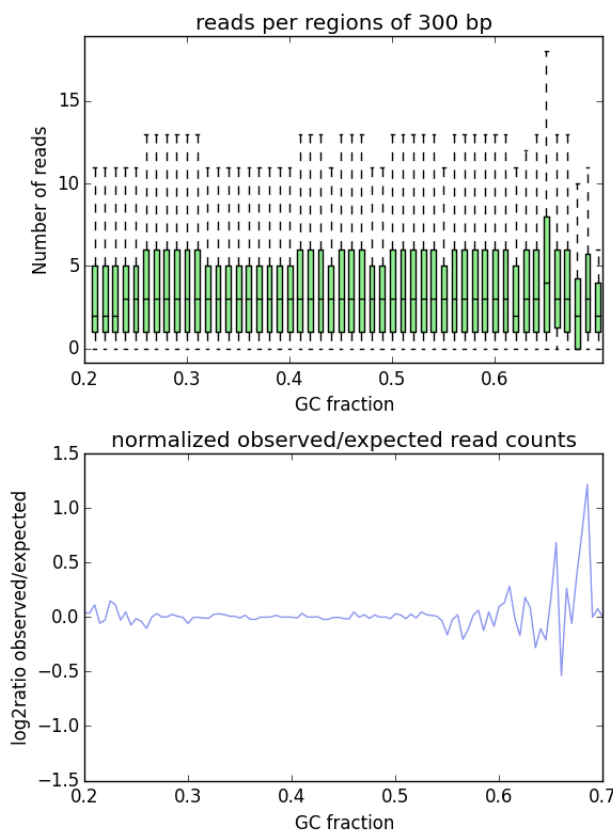 reads per regions of 300 bp
15
10
5
0
Number of reads
0.2 0.3 0.4 0.5 0.6
GC fraction
normalized observed/expected read counts
1.5
1.0
0.5
0.0
−0.5
−1.0
−1.5
log2ratio observed/expected
0.2 0.3 0.4 0.5 0.6 0.7
GC fraction